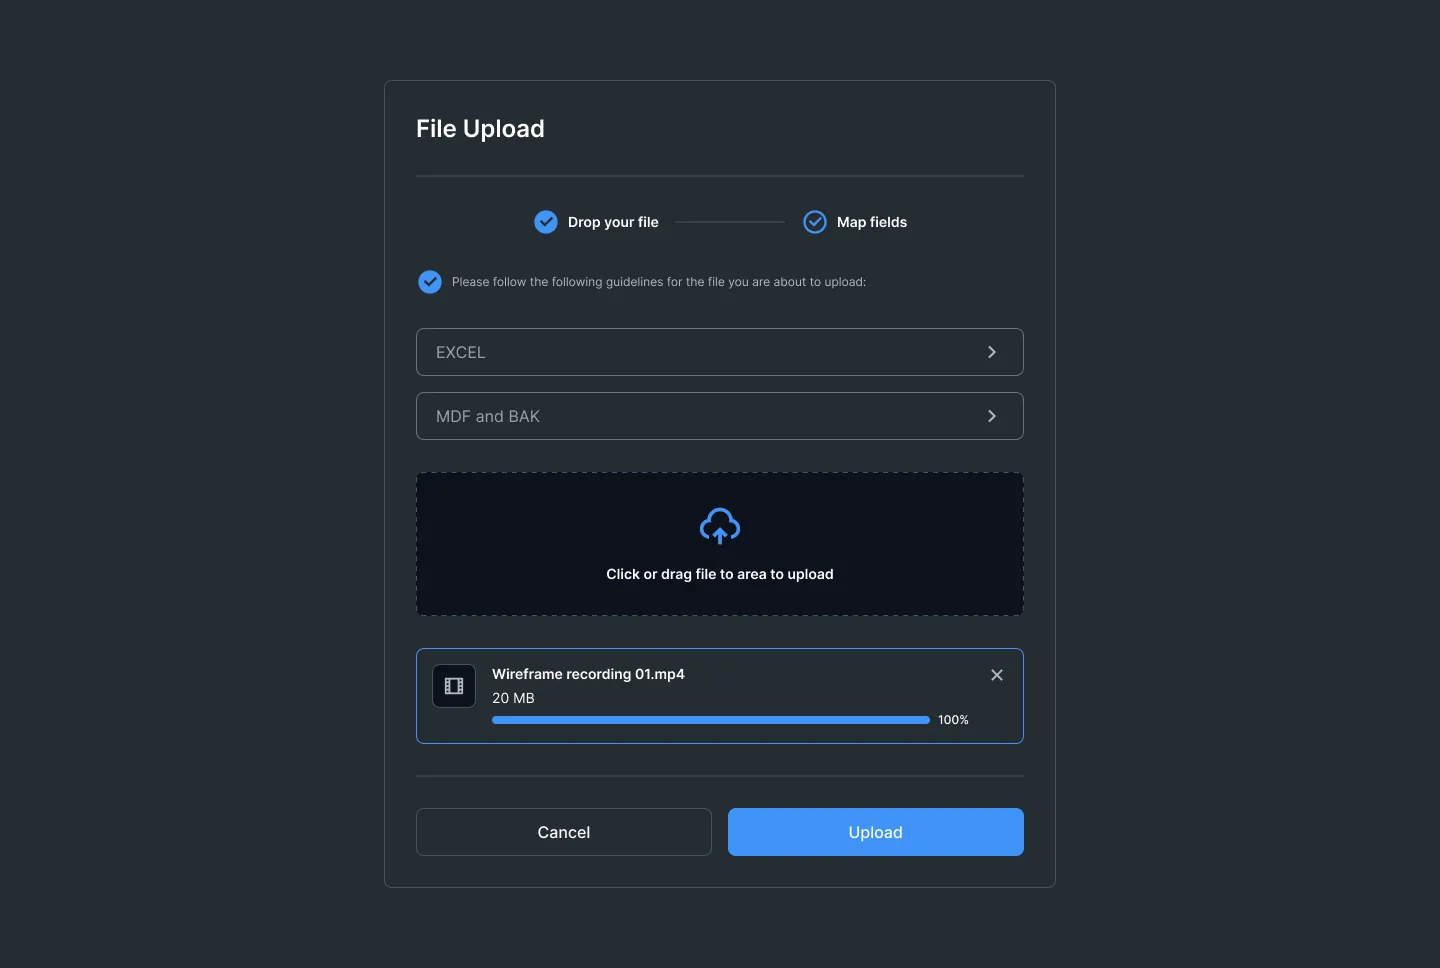 File Upload
Drop your file
Map fields
Please follow the following guidelines for the file you are about to upload:
EXCEL
MDF and BAK
Click or drag file to area to upload
Wireframe recording 01.mp4
20 MB
100%
Cancel
Upload